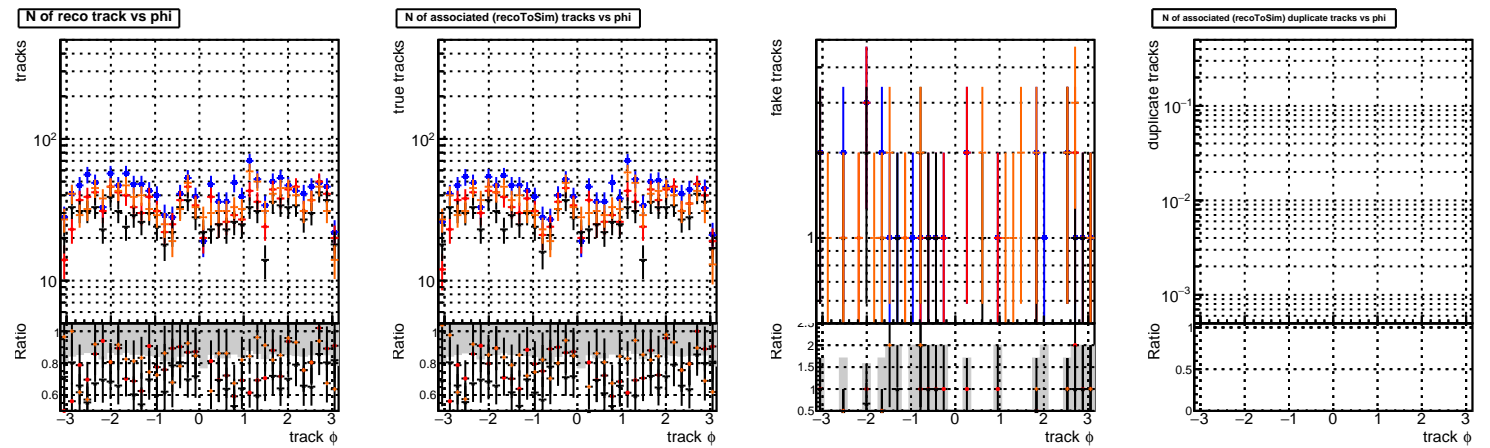 N of reco track vs phi
tracks
10²
10
Ratio
1
0.8
0.6
−3 −2 −1 0 1 2 3
track ϕ
N of associated (recoToSim) tracks vs phi
true tracks
10²
10
Ratio
1
0.8
0.6
−3 −2 −1 0 1 2 3
track ϕ
fake tracks
1
Ratio
2.5
2
1.5
1
0.5
−3 −2 −1 0 1 2 3
track ϕ
N of associated (recoToSim) duplicate tracks vs phi
duplicate tracks
10⁻¹
10⁻²
10⁻³
Ratio
1
0.5
0
−3 −2 −1 0 1 2 3
track ϕ